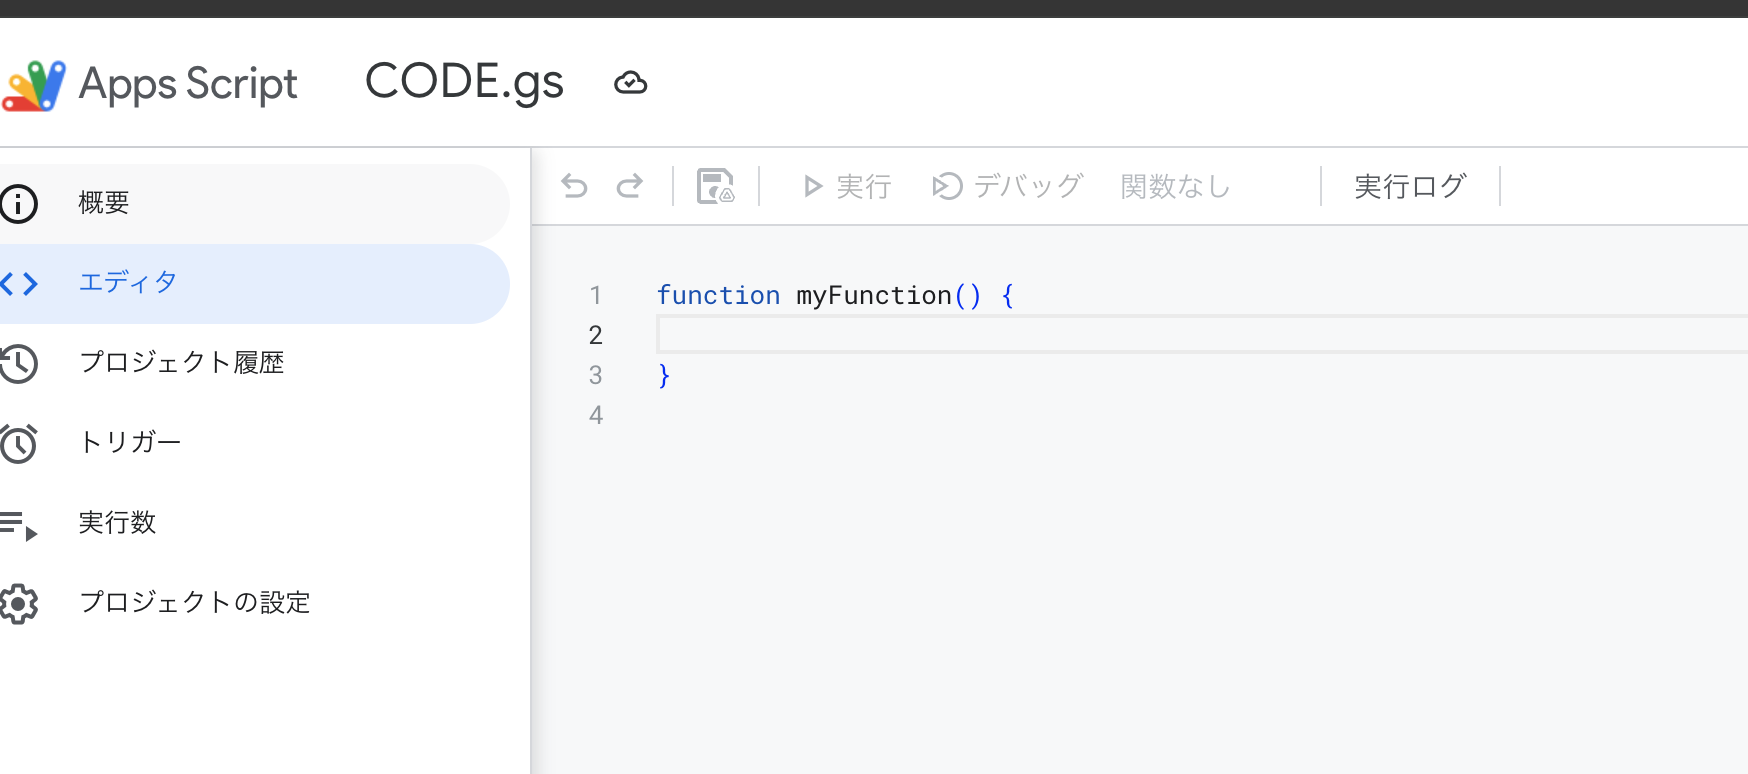 Apps Script CODE.gs
概要
エディタ
プロジェクト履歴
トリガー
実行数
プロジェクトの設定
実行 デバッグ 関数なし 実行ログ
1 function myFunction() {
2
3 }
4